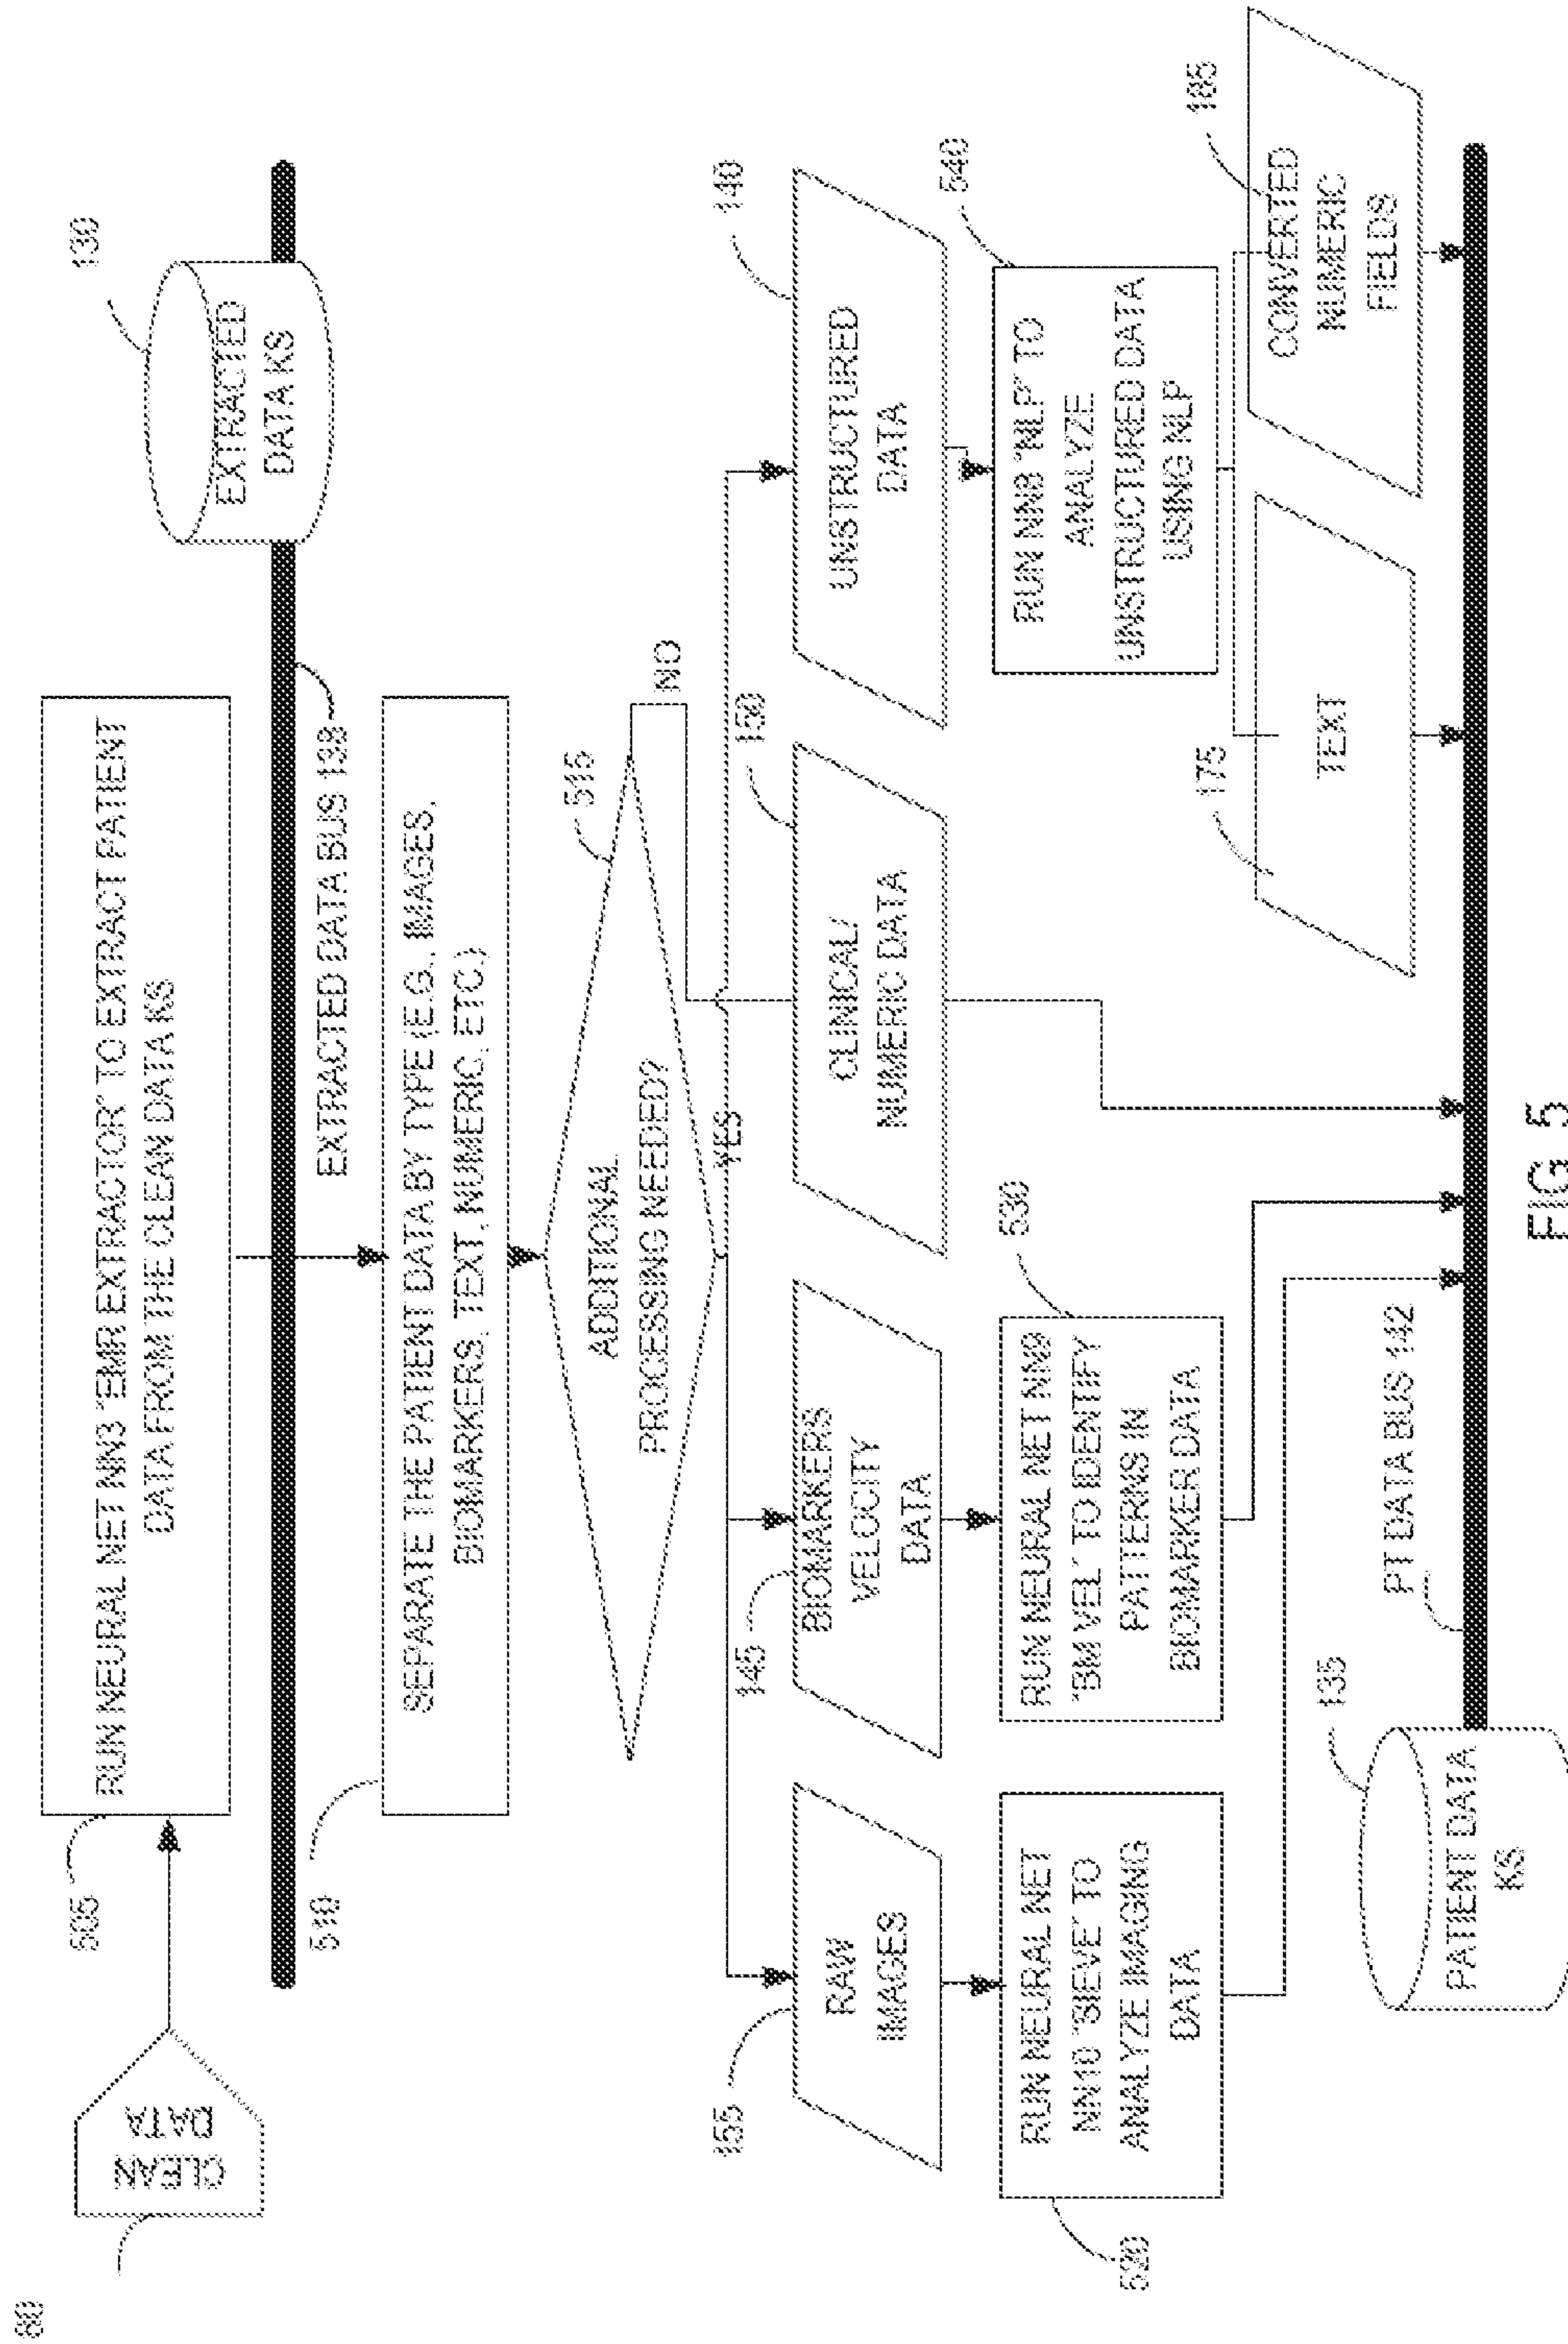 80
CLEAN
DATA
505
RUN NEURAL NET NN3 'EMR EXTRACTOR' TO EXTRACT PATIENT
DATA FROM THE CLEAN DATA KS
130
EXTRACTED
DATA KS
EXTRACTED DATA BUS 138
510
SEPARATE THE PATIENT DATA BY TYPE (E.G., IMAGES,
BIOMARKERS, TEXT, NUMERIC, ETC.)
515
ADDITIONAL
PROCESSING NEEDED?
NO
YES
155
RAW
IMAGES
145
BIOMARKERS
VELOCITY
DATA
150
CLINICAL/
NUMERIC DATA
140
UNSTRUCTURED
DATA
520
RUN NEURAL NET
NN10 'SIEVE' TO
ANALYZE IMAGING
DATA
530
RUN NEURAL NET NN9
'BM VEL' TO IDENTIFY
PATTERNS IN
BIOMARKER DATA
540
RUN NN8 'NLP' TO
ANALYZE
UNSTRUCTURED DATA
USING NLP
175
TEXT
185
CONVERTED
NUMERIC
FIELDS
135
PATIENT DATA
KS
PT DATA BUS 142
FIG. 5